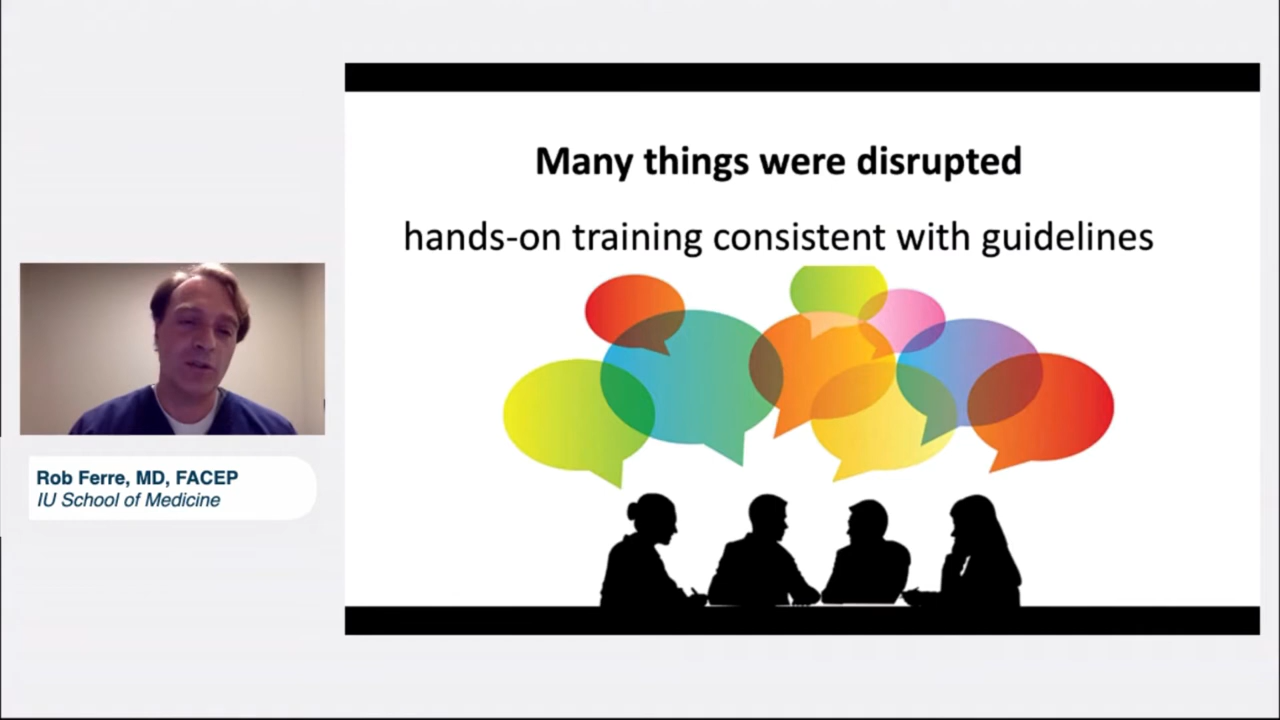 Many things were disrupted
hands-on training consistent with guidelines
Rob Ferre, MD, FACEP
IU School of Medicine